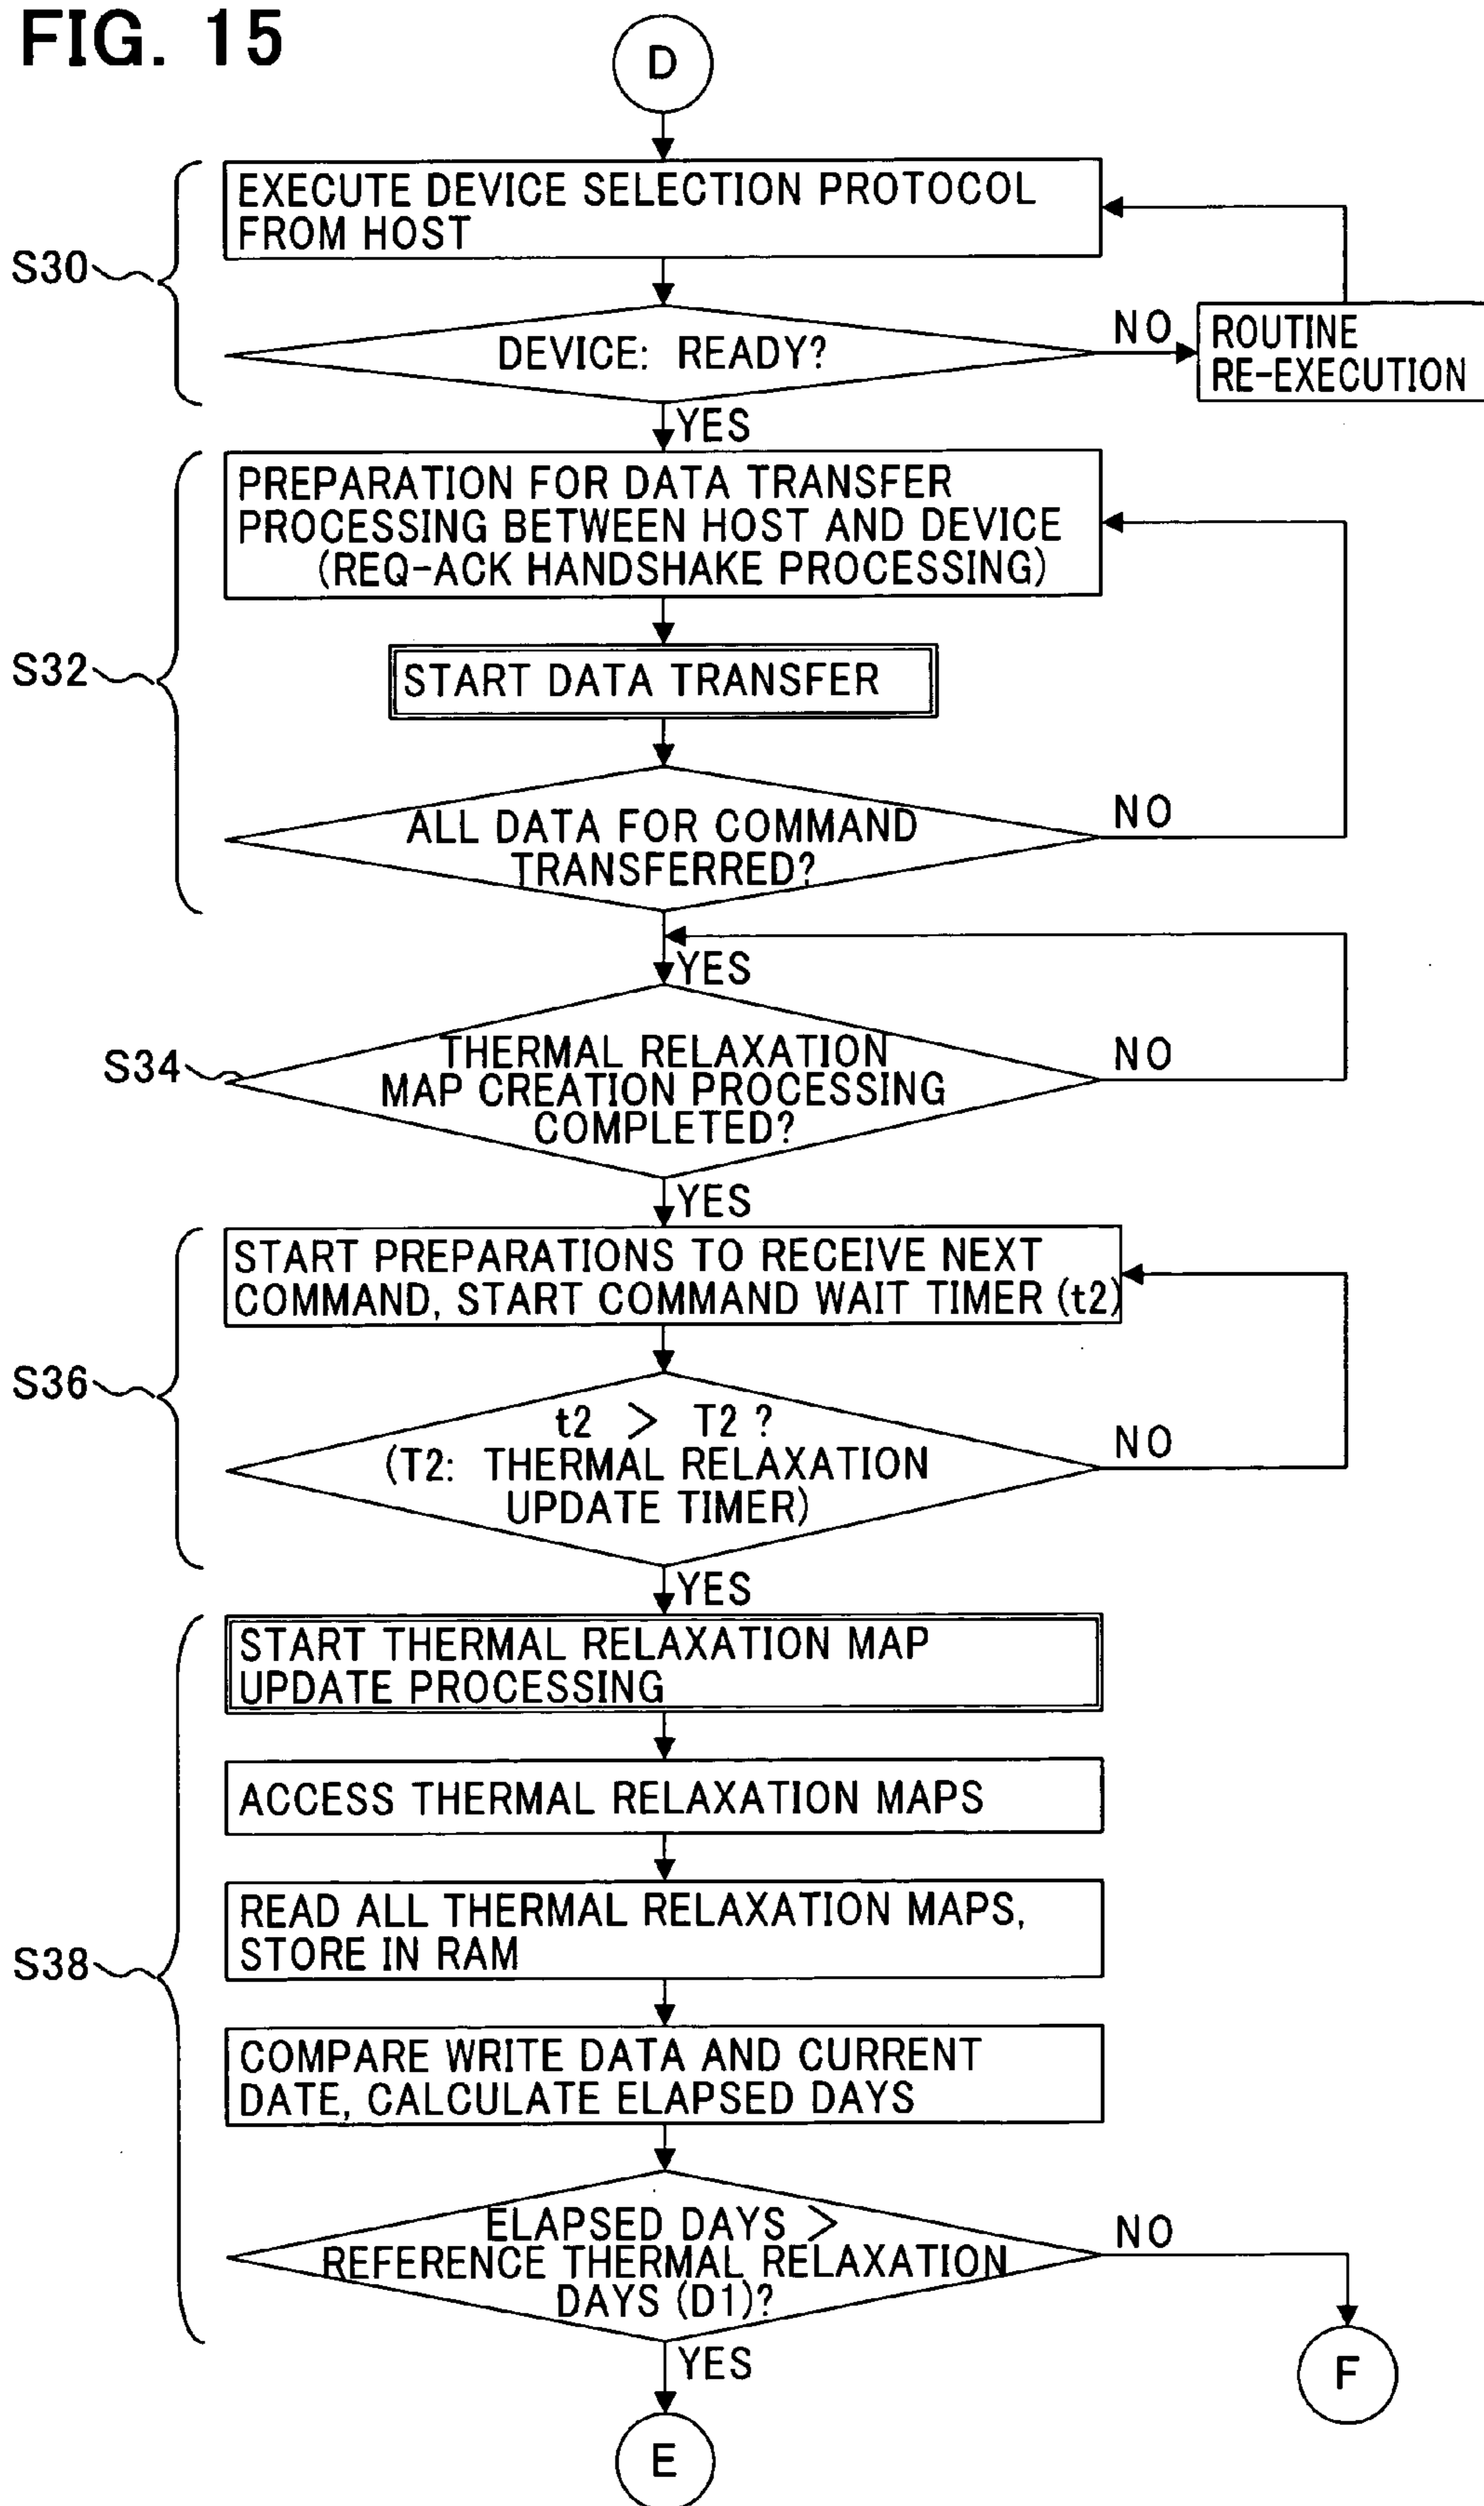 FIG. 15
D
S30
EXECUTE DEVICE SELECTION PROTOCOL
FROM HOST
DEVICE: READY?
NO
ROUTINE
RE-EXECUTION
YES
S32
PREPARATION FOR DATA TRANSFER
PROCESSING BETWEEN HOST AND DEVICE
(REQ-ACK HANDSHAKE PROCESSING)
START DATA TRANSFER
ALL DATA FOR COMMAND
TRANSFERRED?
NO
YES
S34
THERMAL RELAXATION
MAP CREATION PROCESSING
COMPLETED?
NO
YES
S36
START PREPARATIONS TO RECEIVE NEXT
COMMAND, START COMMAND WAIT TIMER (t2)
t2 > T2 ?
(T2: THERMAL RELAXATION
UPDATE TIMER)
NO
YES
S38
START THERMAL RELAXATION MAP
UPDATE PROCESSING
ACCESS THERMAL RELAXATION MAPS
READ ALL THERMAL RELAXATION MAPS,
STORE IN RAM
COMPARE WRITE DATA AND CURRENT
DATE, CALCULATE ELAPSED DAYS
ELAPSED DAYS >
REFERENCE THERMAL RELAXATION
DAYS (D1)?
NO
YES
F
E